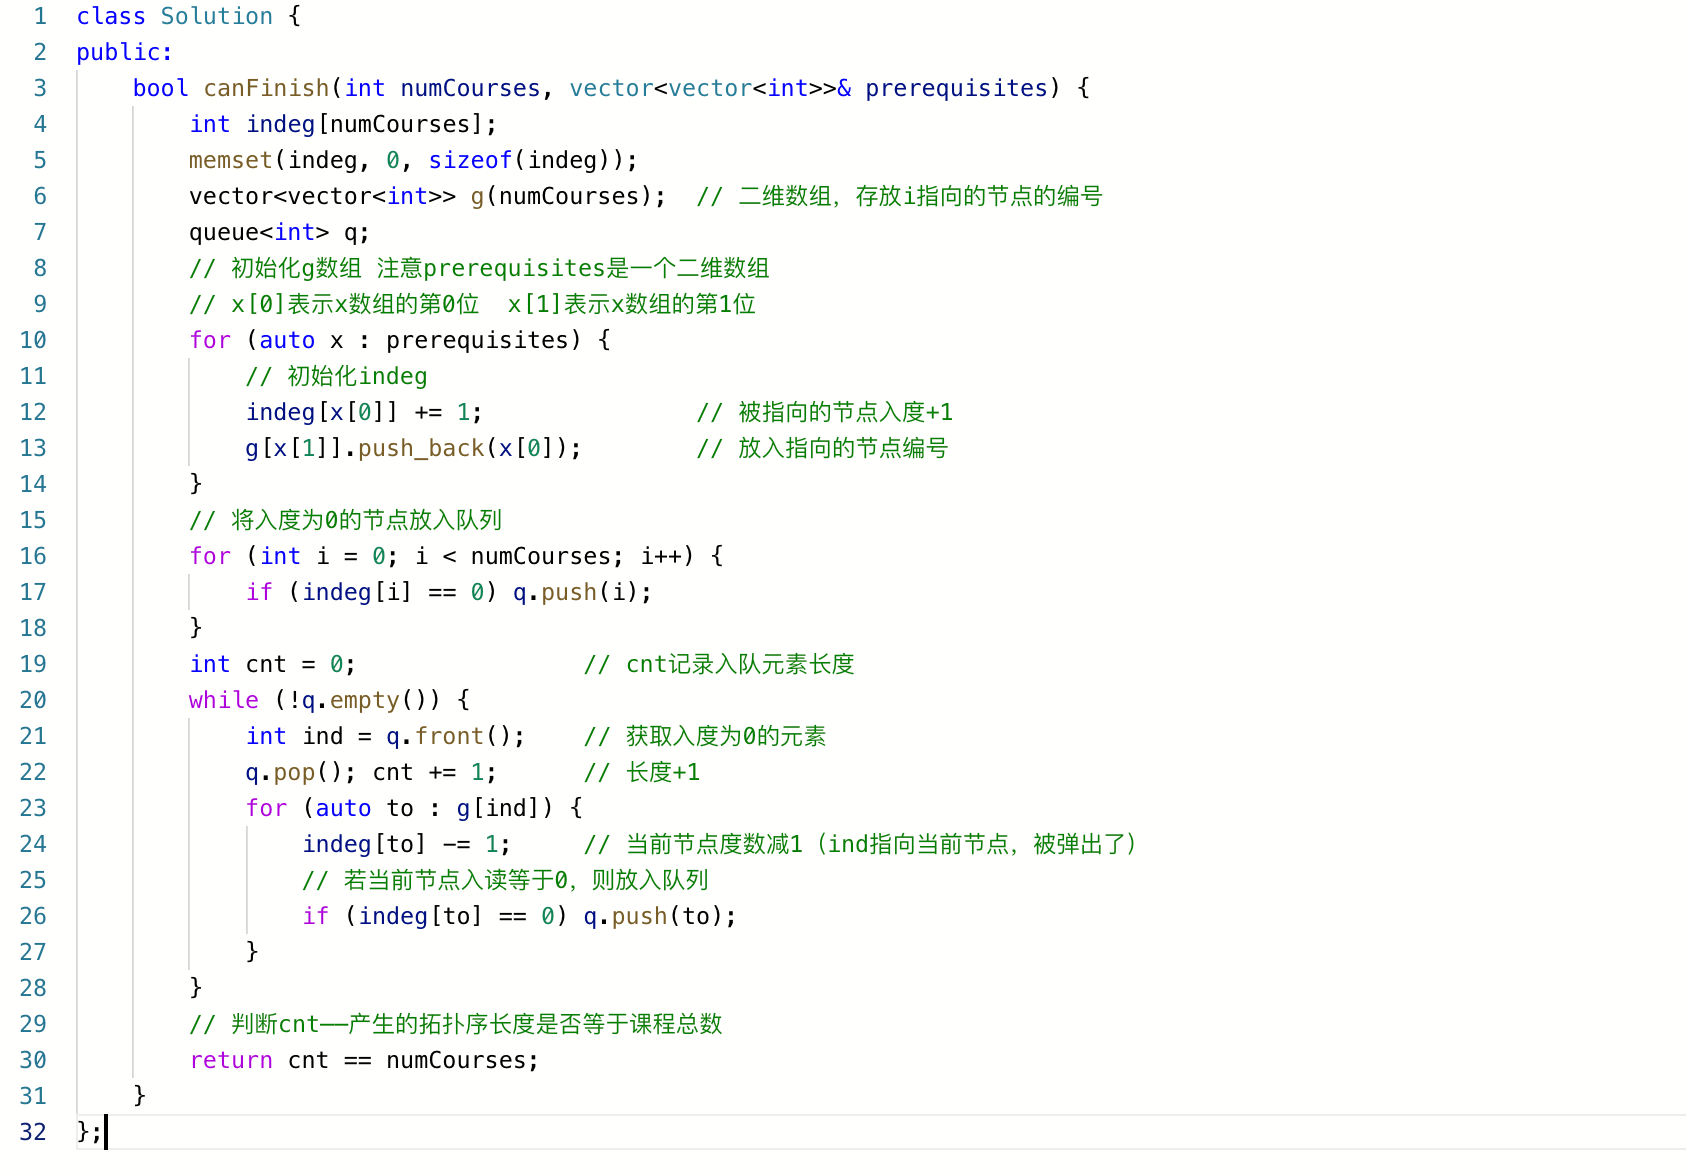 1 class Solution {
2 public:
3     bool canFinish(int numCourses, vector<vector<int>>& prerequisites) {
4         int indeg[numCourses];
5         memset(indeg, 0, sizeof(indeg));
6         vector<vector<int>> g(numCourses);  // 二维数组，存放i指向的节点的编号
7         queue<int> q;
8         // 初始化g数组 注意prerequisites是一个二维数组
9         // x[0]表示x数组的第0位  x[1]表示x数组的第1位
10         for (auto x : prerequisites) {
11             // 初始化indeg
12             indeg[x[0]] += 1;               // 被指向的节点入度+1
13             g[x[1]].push_back(x[0]);        // 放入指向的节点编号
14         }
15         // 将入度为0的节点放入队列
16         for (int i = 0; i < numCourses; i++) {
17             if (indeg[i] == 0) q.push(i);
18         }
19         int cnt = 0;                // cnt记录入队元素长度
20         while (!q.empty()) {
21             int ind = q.front();    // 获取入度为0的元素
22             q.pop(); cnt += 1;      // 长度+1
23             for (auto to : g[ind]) {
24                 indeg[to] -= 1;     // 当前节点度数减1（ind指向当前节点，被弹出了）
25                 // 若当前节点入读等于0，则放入队列
26                 if (indeg[to] == 0) q.push(to);
27             }
28         }
29         // 判断cnt——产生的拓扑序长度是否等于课程总数
30         return cnt == numCourses;
31     }
32 };